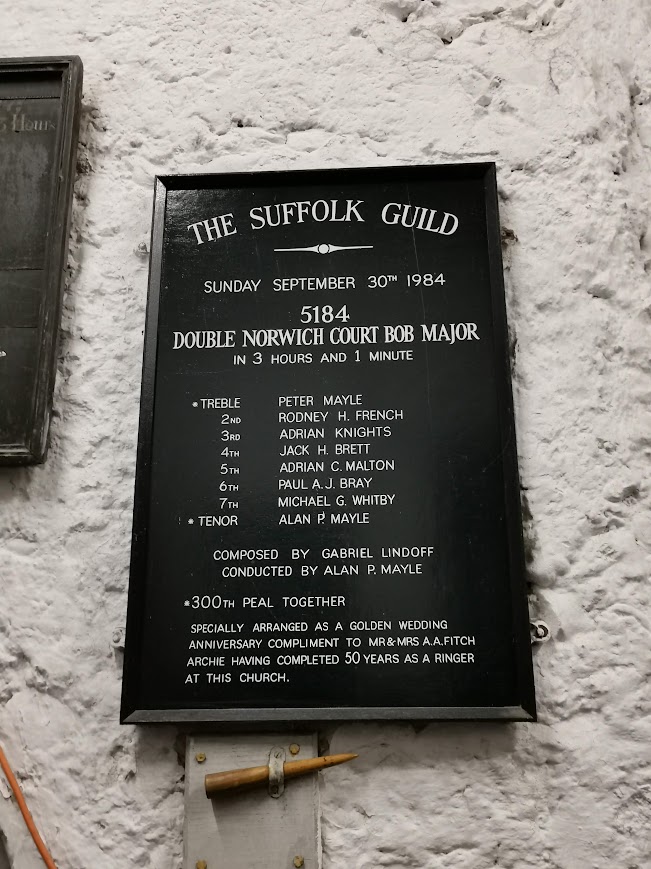 Hours
THE SUFFOLK GUILD
SUNDAY SEPTEMBER 30TH 1984
5184
DOUBLE NORWICH COURT BOB MAJOR
IN 3 HOURS AND 1 MINUTE
* TREBLE PETER MAYLE
2ND RODNEY H. FRENCH
3RD ADRIAN KNIGHTS
4TH JACK H. BRETT
5TH ADRIAN C. MALTON
6TH PAUL A.J. BRAY
7TH MICHAEL G. WHITBY
* TENOR ALAN P. MAYLE
COMPOSED BY GABRIEL LINDOFF
CONDUCTED BY ALAN P. MAYLE
*300TH PEAL TOGETHER
SPECIALLY ARRANGED AS A GOLDEN WEDDING
ANNIVERSARY COMPLIMENT TO MR & MRS A.A.FITCH
ARCHIE HAVING COMPLETED 50 YEARS AS A RINGER
AT THIS CHURCH.